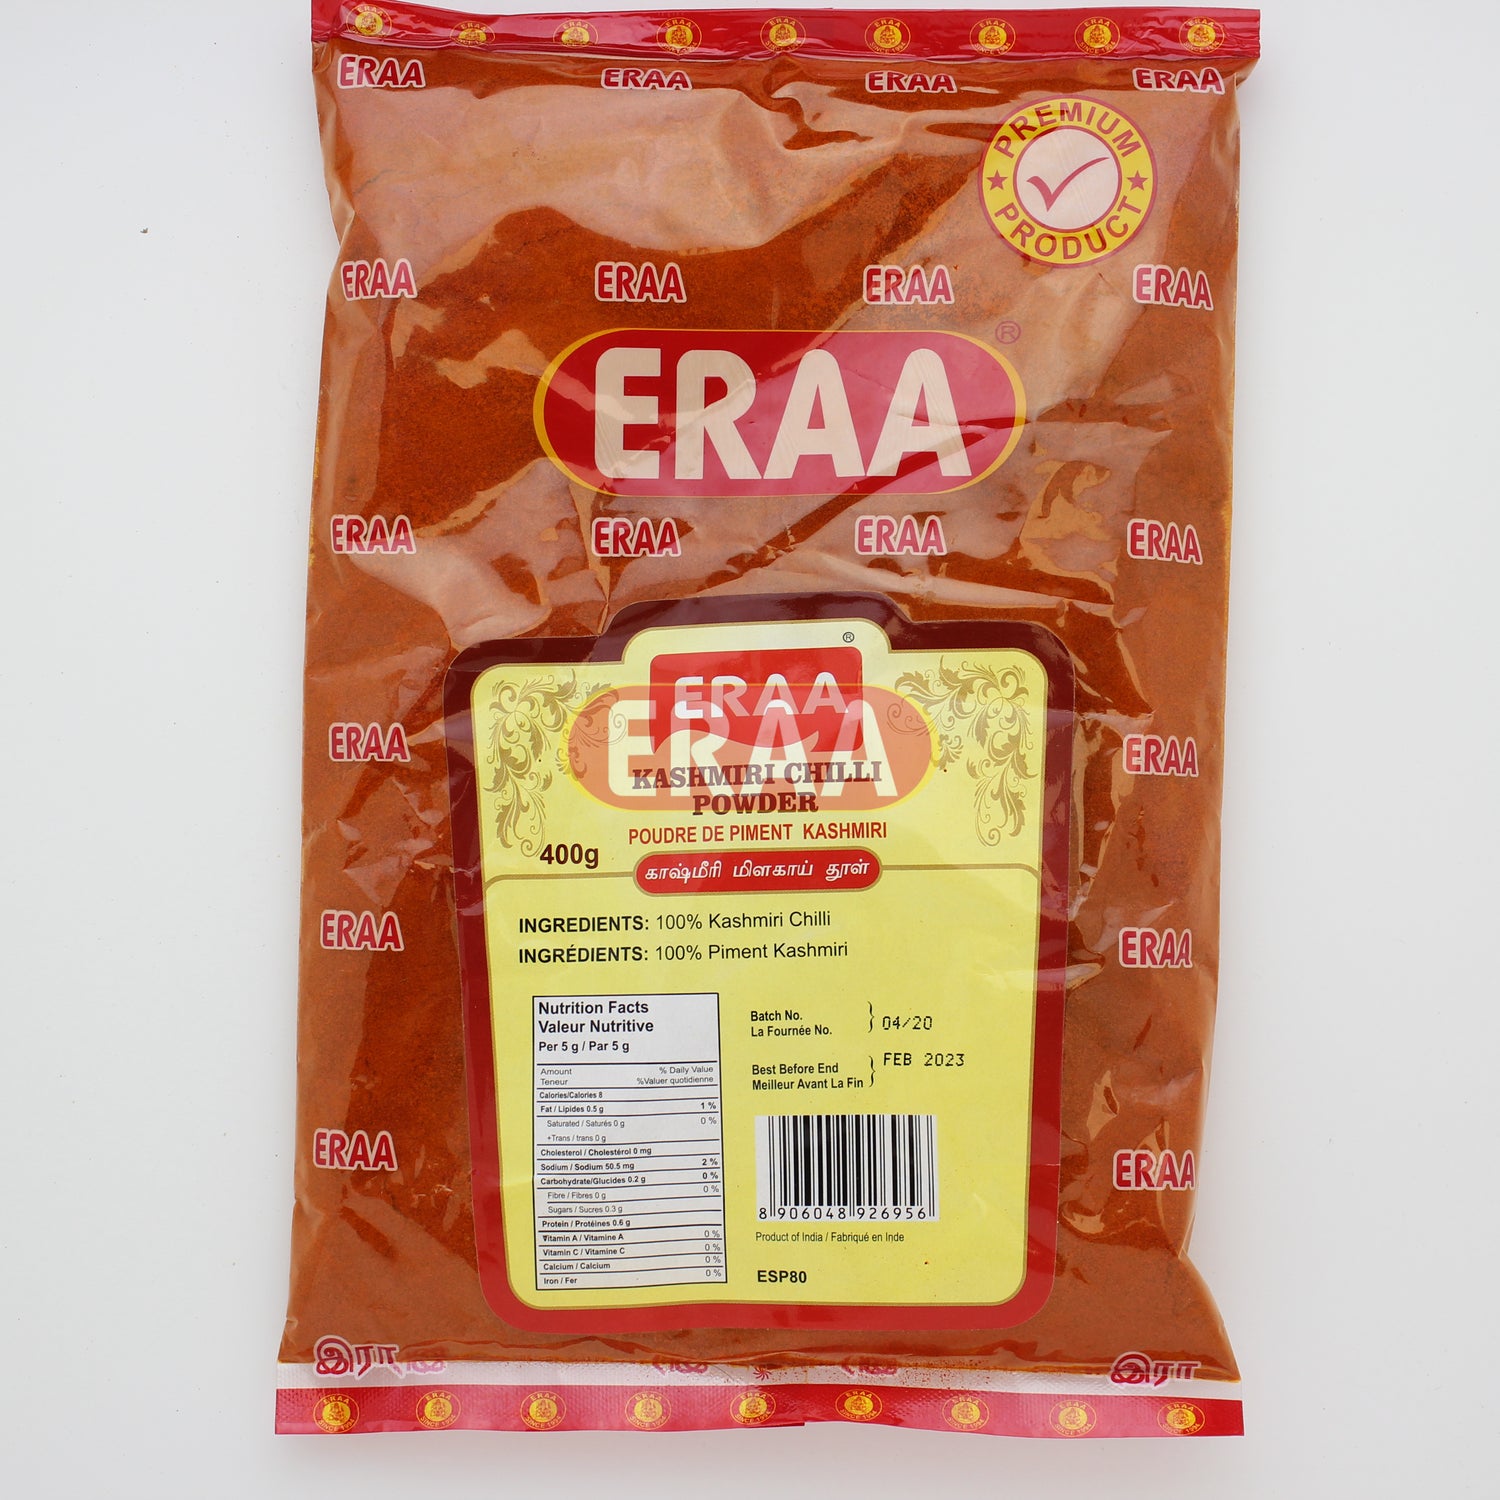 ERAA SINCE 1994
ERAA ERAA ERAA ERAA
PREMIUM PRODUCT
ERAA ERAA ERAA ERAA
ERAA ®
ERAA ERAA ERAA ERAA
®
ERAA
ERAA
ERAA ERAA
KASHMIRI CHILLI
POWDER
POUDRE DE PIMENT KASHMIRI
400g
காஷ்மீரி மிளகாய் தூள்
INGREDIENTS: 100% Kashmiri Chilli
INGRÉDIENTS: 100% Piment Kashmiri
ERAA ERAA
Nutrition Facts
Valeur Nutritive
Per 5 g / Par 5 g
Amount % Daily Value
Teneur %Valuer quotidienne
Calories/Calories 8
Fat / Lipides 0.5 g 1 %
Saturated / Saturés 0 g 0 %
+Trans / trans 0 g
Cholesterol / Cholestérol 0 mg
Sodium / Sodium 50.5 mg 2 %
Carbohydrate/Glucides 0.2 g 0 %
Fibre / Fibres 0 g 0 %
Sugars / Sucres 0.3 g
Protein / Protéines 0.6 g
Vitamin A / Vitamine A 0 %
Vitamin C / Vitamine C 0 %
Calcium / Calcium 0 %
Iron / Fer 0 %
Batch No.
La Fournée No. 04/20
Best Before End FEB 2023
Meilleur Avant La Fin
8 906048 926956
Product of India / Fabriqué en Inde
ESP80
ERAA ERAA
இரா இரா